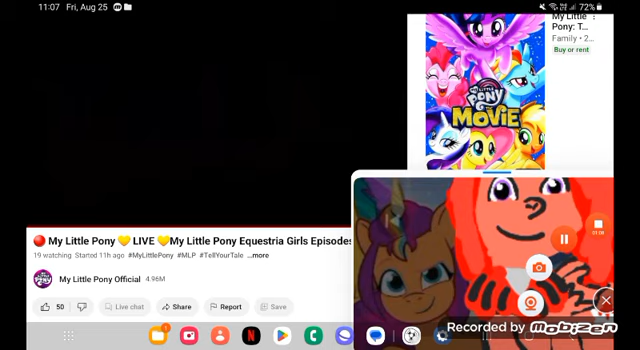 11:07 Fri, Aug 25
72%
My Little
Pony: T...
Family • 2...
Buy or rent
MY LITTLE
PONY
THE
MOVIE
🔴 My Little Pony 💛 LIVE 💛My Little Pony Equestria Girls Episodes
19 watching Started 11h ago #MyLittlePony #MLP #TellYourTale ...more
My Little Pony Official 4.96M
50
Live chat
Share
Report
Save
Recorded by Mobizen